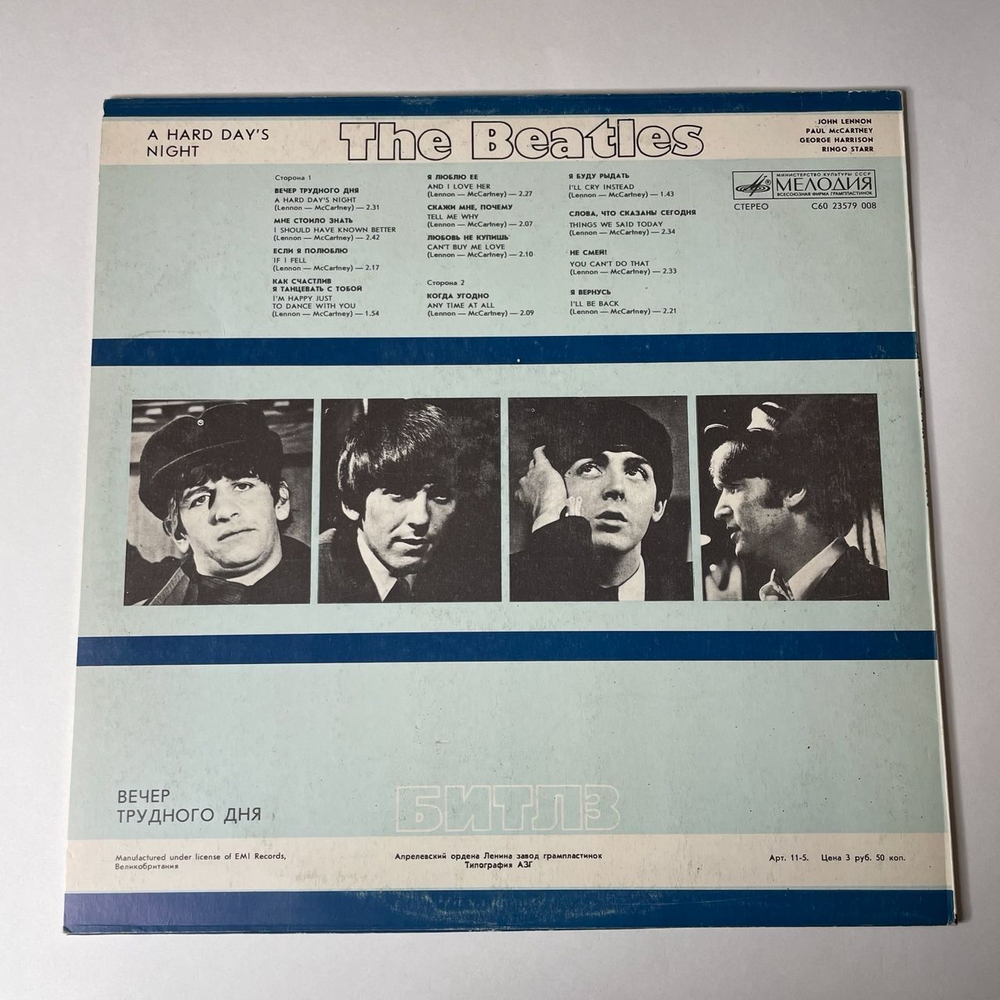 A HARD DAY'S
NIGHT
The Beatles
JOHN LENNON
PAUL McCARTNEY
GEORGE HARRISON
RINGO STARR
Сторона 1
ВЕЧЕР ТРУДНОГО ДНЯ
A HARD DAY'S NIGHT
(Lennon — McCartney) — 2.31
МНЕ СТОИЛО ЗНАТЬ
I SHOULD HAVE KNOWN BETTER
(Lennon — McCartney) — 2.42
ЕСЛИ Я ПОЛЮБЛЮ
IF I FELL
(Lennon — McCartney) — 2.17
КАК СЧАСТЛИВ
Я ТАНЦЕВАТЬ С ТОБОЙ
I'M HAPPY JUST
TO DANCE WITH YOU
(Lennon — McCartney) — 1.54
Я ЛЮБЛЮ ЕЕ
AND I LOVE HER
(Lennon — McCartney) — 2.27
СКАЖИ МНЕ, ПОЧЕМУ
TELL ME WHY
(Lennon — McCartney) — 2.07
ЛЮБОВЬ НЕ КУПИШЬ
CAN'T BUY ME LOVE
(Lennon — McCartney) — 2.10
Сторона 2
КОГДА УГОДНО
ANY TIME AT ALL
(Lennon — McCartney) — 2.09
Я БУДУ РЫДАТЬ
I'LL CRY INSTEAD
(Lennon — McCartney) — 1.43
СЛОВА, ЧТО СКАЗАНЫ СЕГОДНЯ
THINGS WE SAID TODAY
(Lennon — McCartney) — 2.34
НЕ СМЕЙ!
YOU CAN'T DO THAT
(Lennon — McCartney) — 2.33
Я ВЕРНУСЬ
I'LL BE BACK
(Lennon — McCartney) — 2.21
МИНИСТЕРСТВО КУЛЬТУРЫ СССР
МЕЛОДИЯ
ВСЕСОЮЗНАЯ ФИРМА ГРАМПЛАСТИНОК
СТЕРЕО С60 23579 008
ВЕЧЕР
ТРУДНОГО ДНЯ
БИТЛЗ
Manufactured under license of EMI Records,
Великобритания
Апрелевский ордена Ленина завод грампластинок
Типография АЗГ
Арт. 11-5. Цена 3 руб. 50 коп.